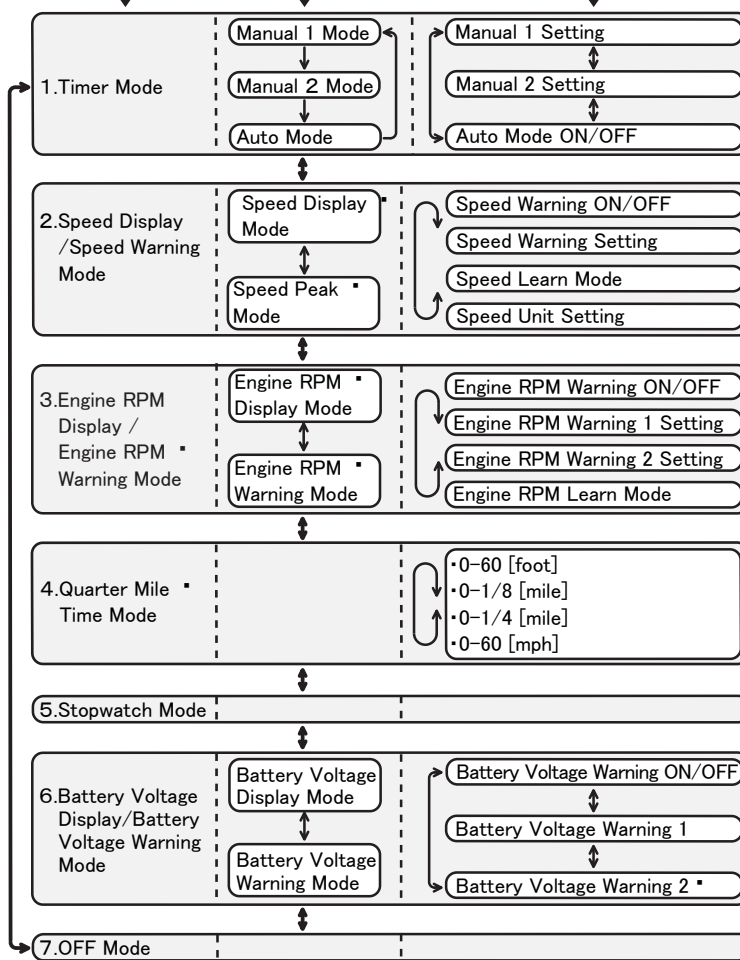 1.Timer Mode
Manual 1 Mode
Manual 2 Mode
Auto Mode
Manual 1 Setting
Manual 2 Setting
Auto Mode ON/OFF
2.Speed Display
/Speed Warning
Mode
Speed Display ▪
Mode
Speed Peak ▪
Mode
Speed Warning ON/OFF
Speed Warning Setting
Speed Learn Mode
Speed Unit Setting
3.Engine RPM
Display /
Engine RPM ▪
Warning Mode
Engine RPM ▪
Display Mode
Engine RPM ▪
Warning Mode
Engine RPM Warning ON/OFF
Engine RPM Warning 1 Setting
Engine RPM Warning 2 Setting
Engine RPM Learn Mode
4.Quarter Mile ▪
Time Mode
▪0-60 [foot]
▪0-1/8 [mile]
▪0-1/4 [mile]
▪0-60 [mph]
5.Stopwatch Mode
6.Battery Voltage
Display/Battery
Voltage Warning
Mode
Battery Voltage
Display Mode
Battery Voltage
Warning Mode
Battery Voltage Warning ON/OFF
Battery Voltage Warning 1
Battery Voltage Warning 2 ▪
7.OFF Mode